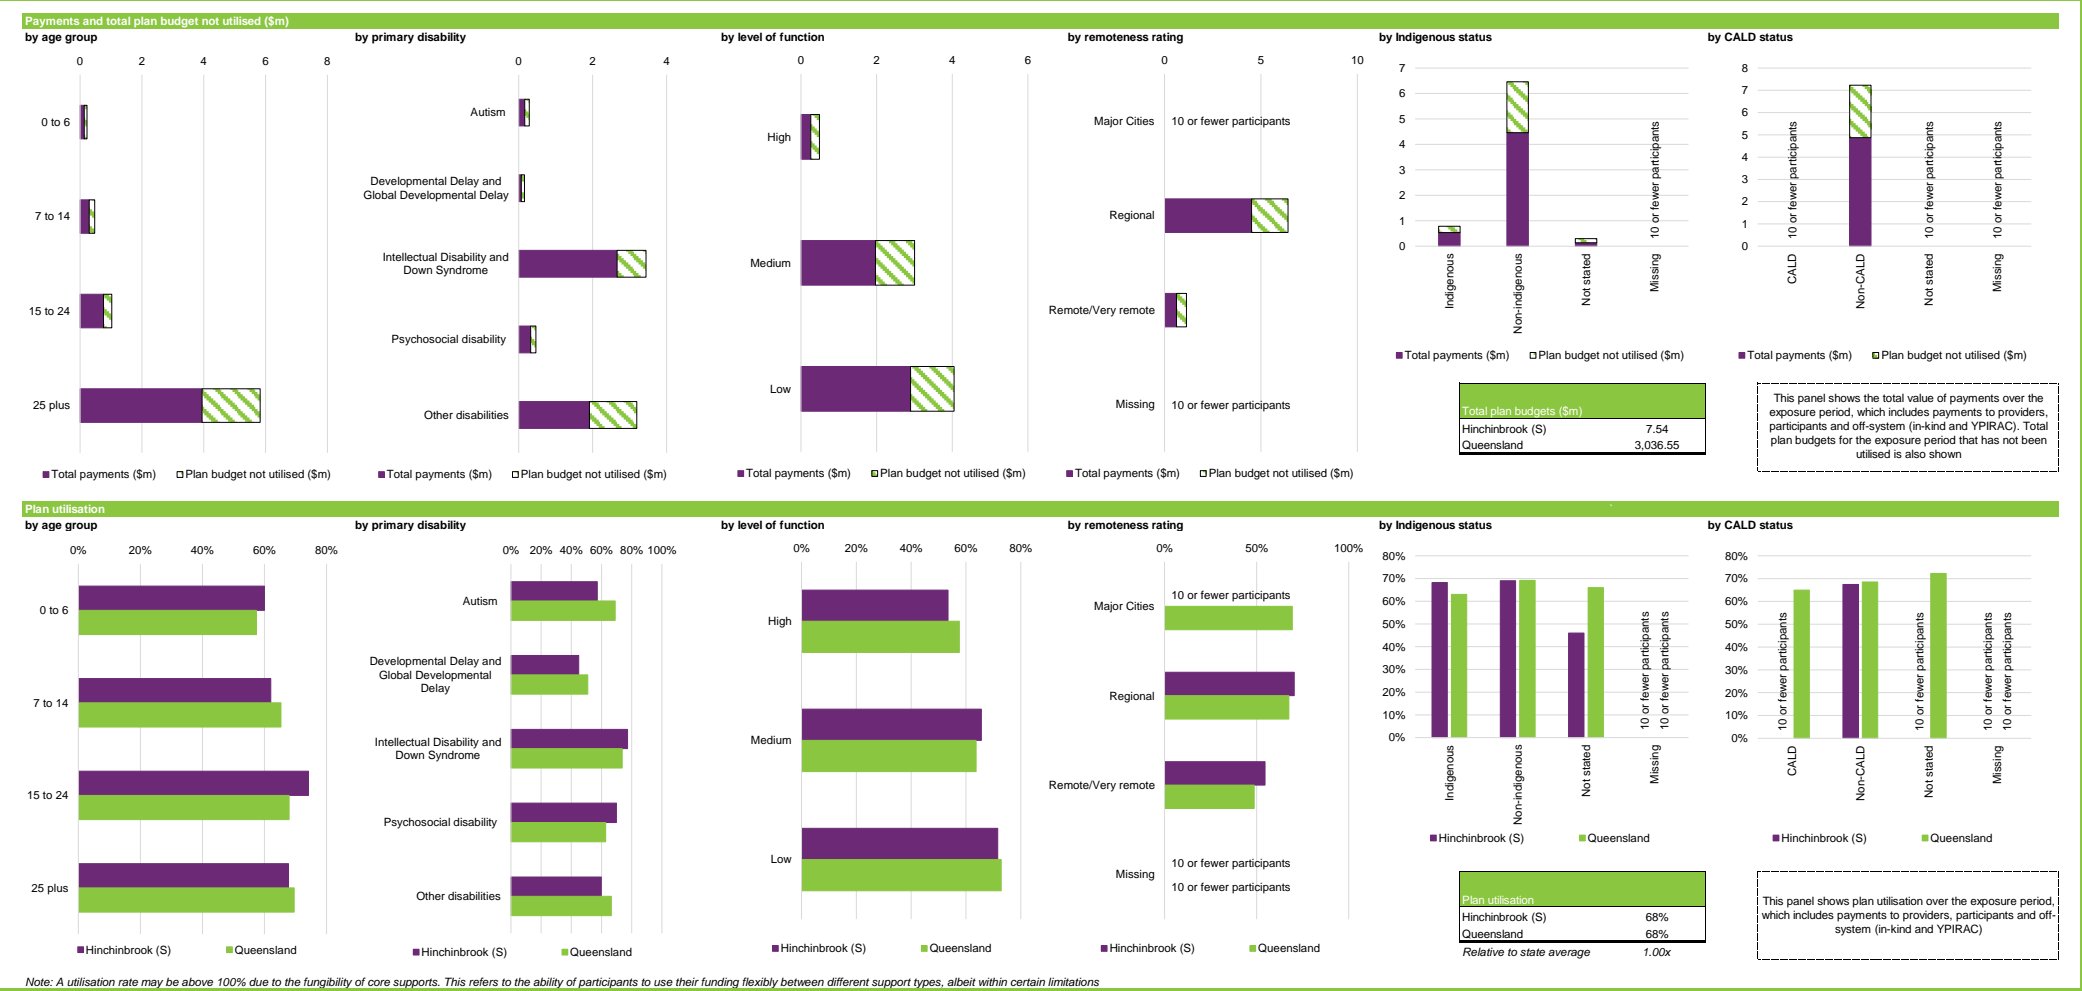 Payments and total plan budget not utilised ($m)
by age group
0 2 4 6 8
0 to 6
7 to 14
15 to 24
25 plus
Total payments ($m) Plan budget not utilised ($m)
by primary disability
0 2 4
Autism
Developmental Delay and
Global Developmental Delay
Intellectual Disability and
Down Syndrome
Psychosocial disability
Other disabilities
Total payments ($m) Plan budget not utilised ($m)
by level of function
0 2 4 6
High
Medium
Low
Total payments ($m) Plan budget not utilised ($m)
by remoteness rating
0 5 10
Major Cities 10 or fewer participants
Regional
Remote/Very remote
Missing 10 or fewer participants
Total payments ($m) Plan budget not utilised ($m)
by Indigenous status
7
6
5
4
3
2
1
0
10 or fewer participants
Indigenous
Non-indigenous
Not stated
Missing
Total payments ($m) Plan budget not utilised ($m)
Total plan budgets ($m)
Hinchinbrook (S) 7.54
Queensland 3,036.55
by CALD status
8
7
6
5
4
3
2
1
0
10 or fewer participants
10 or fewer participants
10 or fewer participants
CALD
Non-CALD
Not stated
Missing
Total payments ($m) Plan budget not utilised ($m)
This panel shows the total value of payments over the
exposure period, which includes payments to providers,
participants and off-system (in-kind and YPIRAC). Total
plan budgets for the exposure period that has not been
utilised is also shown
Plan utilisation
by age group
0% 20% 40% 60% 80%
0 to 6
7 to 14
15 to 24
25 plus
Hinchinbrook (S) Queensland
by primary disability
0% 20% 40% 60% 80% 100%
Autism
Developmental Delay and
Global Developmental
Delay
Intellectual Disability and
Down Syndrome
Psychosocial disability
Other disabilities
Hinchinbrook (S) Queensland
by level of function
0% 20% 40% 60% 80%
High
Medium
Low
Hinchinbrook (S) Queensland
by remoteness rating
0% 50% 100%
10 or fewer participants
Major Cities
Regional
Remote/Very remote
10 or fewer participants
Missing
10 or fewer participants
Hinchinbrook (S) Queensland
by Indigenous status
80%
70%
60%
50%
40%
30%
20%
10%
0%
10 or fewer participants
10 or fewer participants
Indigenous
Non-indigenous
Not stated
Missing
Hinchinbrook (S) Queensland
Plan utilisation
Hinchinbrook (S) 68%
Queensland 68%
Relative to state average 1.00x
by CALD status
80%
70%
60%
50%
40%
30%
20%
10%
0%
10 or fewer participants
10 or fewer participants
10 or fewer participants
10 or fewer participants
CALD
Non-CALD
Not stated
Missing
Hinchinbrook (S) Queensland
This panel shows plan utilisation over the exposure period,
which includes payments to providers, participants and off-
system (in-kind and YPIRAC)
Note: A utilisation rate may be above 100% due to the fungibility of core supports. This refers to the ability of participants to use their funding flexibly between different support types, albeit within certain limitations